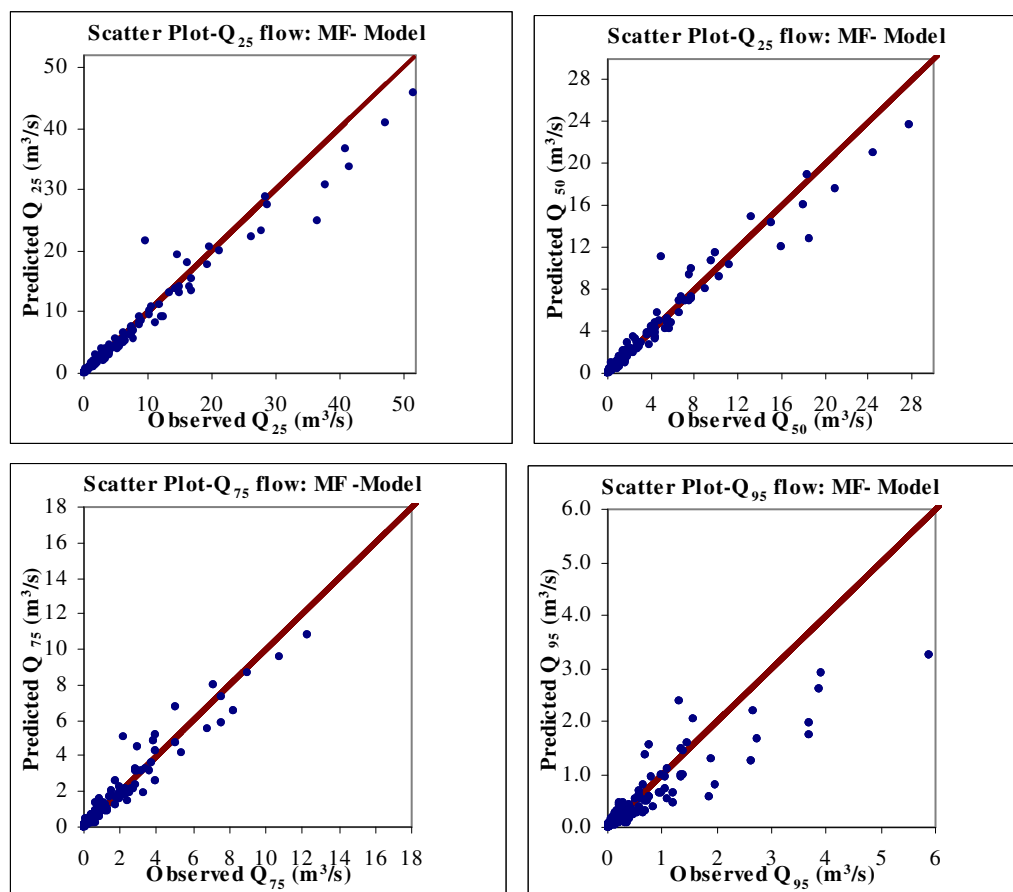 Scatter Plot-Q25 flow: MF- Model
Predicted Q 25 (m³/s)
50
40
30
20
10
0
0 10 20 30 40 50
Observed Q25 (m³/s)
Scatter Plot-Q25 flow: MF- Model
Predicted Q 50 (m³/s)
28
24
20
16
12
8
4
0
0 4 8 12 16 20 24 28
Observed Q50 (m³/s)
Scatter Plot-Q75 flow: MF -Model
Predicted Q 75 (m³/s)
18
16
14
12
10
8
6
4
2
0
0 2 4 6 8 10 12 14 16 18
Observed Q75 (m³/s)
Scatter Plot-Q95 flow: MF- Model
Predicted Q 95 (m³/s)
6.0
5.0
4.0
3.0
2.0
1.0
0.0
0 1 2 3 4 5 6
Observed Q95 (m³/s)